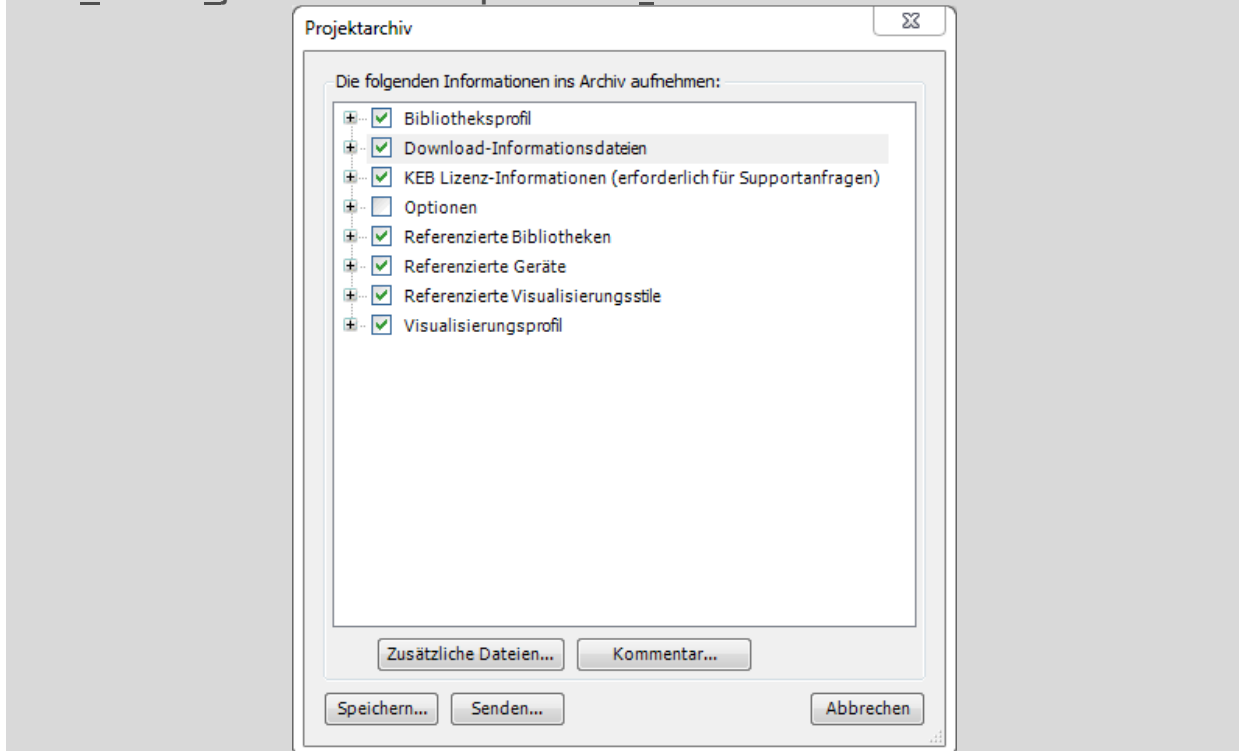 Projektarchiv
Die folgenden Informationen ins Archiv aufnehmen:
Bibliotheksprofil
Download-Informationsdateien
KEB Lizenz-Informationen (erforderlich für Supportanfragen)
Optionen
Referenzierte Bibliotheken
Referenzierte Geräte
Referenzierte Visualisierungsstile
Visualisierungsprofil
Zusätzliche Dateien... Kommentar...
Speichern... Senden... Abbrechen